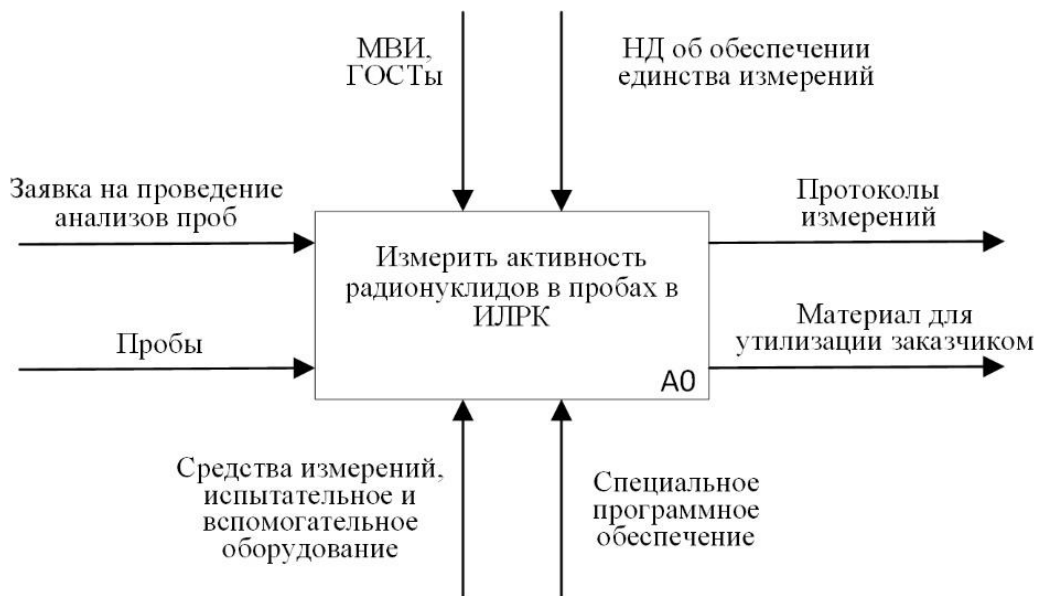 МВИ,
ГОСТы
НД об обеспечении
единства измерений
Заявка на проведение
анализов проб
Пробы
Измерить активность
радионуклидов в пробах в
ИЛРК
A0
Протоколы
измерений
Материал для
утилизации заказчиком
Средства измерений,
испытательное и
вспомогательное
оборудование
Специальное
программное
обеспечение